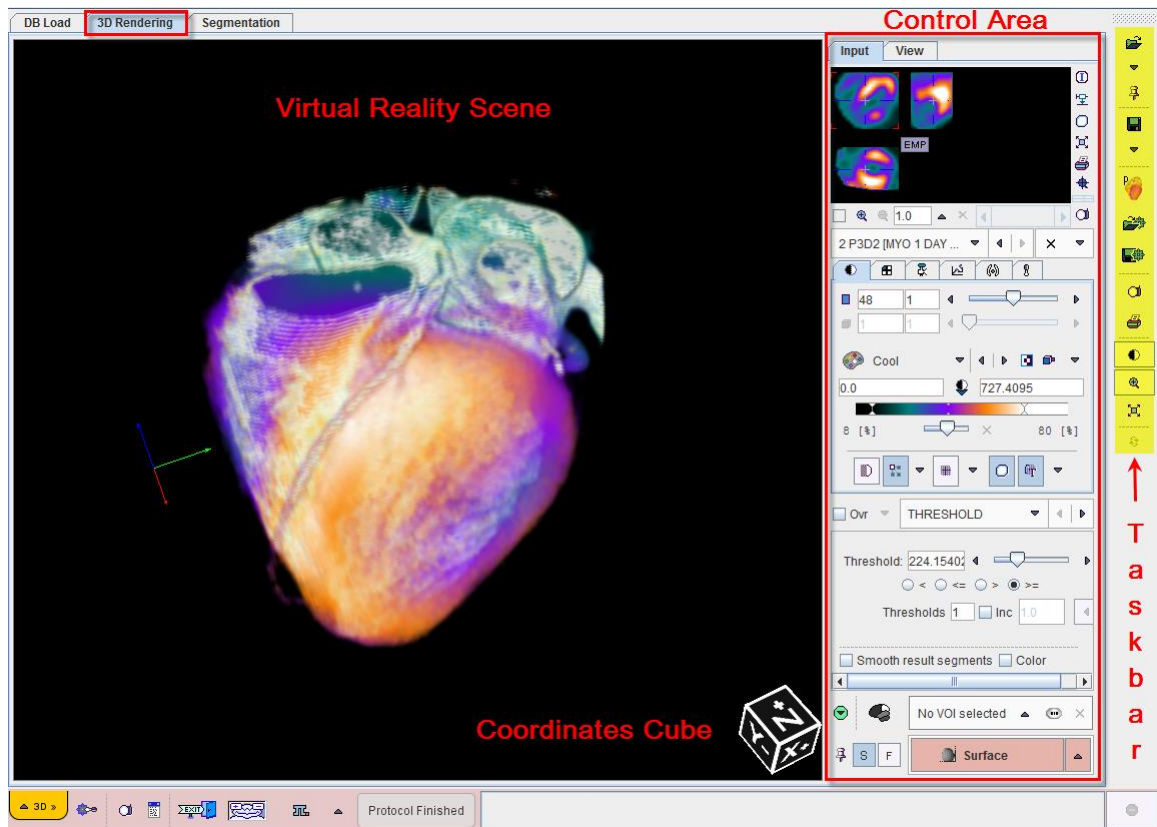 DB Load 3D Rendering Segmentation
Control Area
Input View
Virtual Reality Scene
EMP
1.0
2 P3D2 [MYO 1 DAY ...
48 1
1 1
Cool
0.0 727.4095
8 [%] 80 [%]
Ovr THRESHOLD
Threshold: 224.15402
< <= > >=
Thresholds 1 Inc 1.0
Smooth result segments Color
No VOI selected
S F Surface
Coordinates Cube
Z+
Y- X+
Taskbar
3D » EXIT Protocol Finished